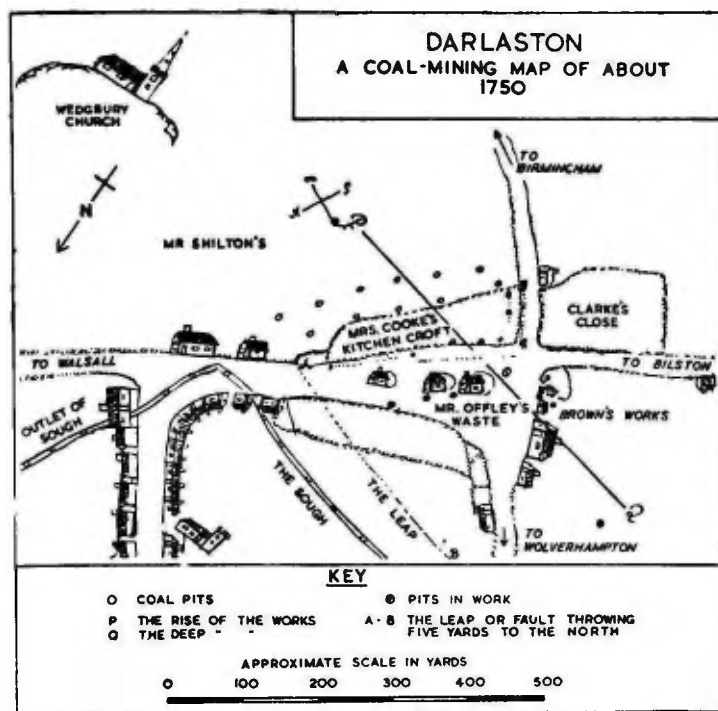 DARLASTON
A COAL-MINING MAP OF ABOUT
1750
WEDGBURY
CHURCH
TO
BIRMINGHAM
N
S
MR SHILTON'S
MRS. COOKE'S
KITCHEN CROFT
CLARKE'S
CLOSE
TO WALSALL
TO BILSTON
OUTLET OF
SOUGH
MR. OFFLEY'S
WASTE
BROWN'S WORKS
THE SOUGH
THE LEAP
B
TO
WOLVERHAMPTON
KEY
O COAL PITS
P THE RISE OF THE WORKS
Q THE DEEP " "
PITS IN WORK
A-B THE LEAP OR FAULT THROWING
FIVE YARDS TO THE NORTH
APPROXIMATE SCALE IN YARDS
0 100 200 300 400 500